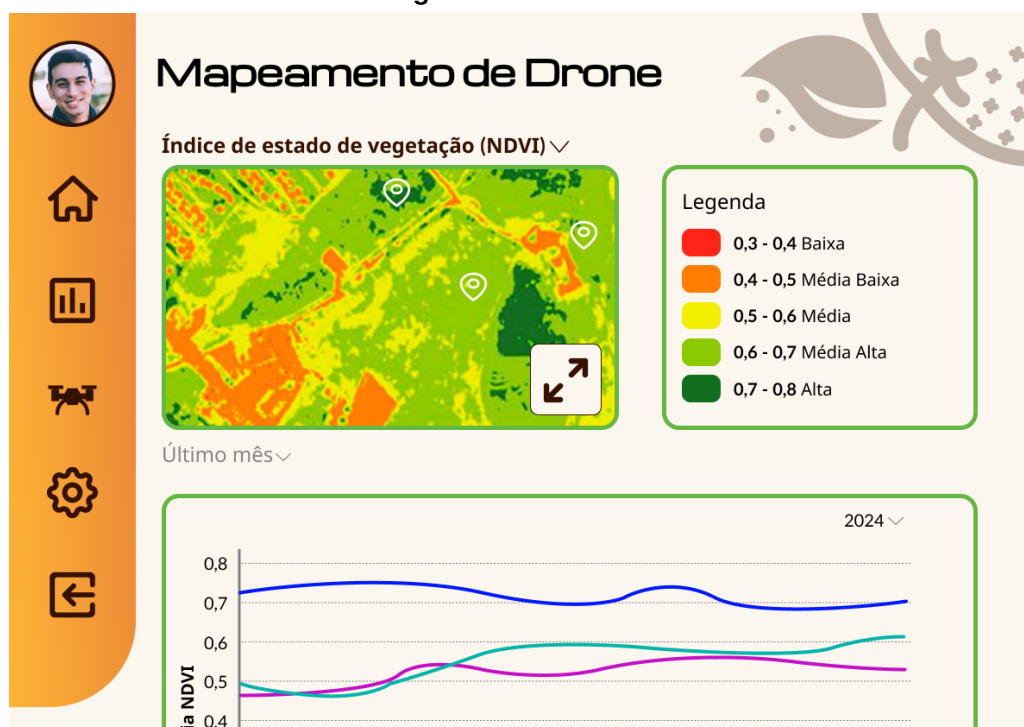 Mapeamento de Drone
Índice de estado de vegetação (NDVI)
Legenda
0,3 - 0,4 Baixa
0,4 - 0,5 Média Baixa
0,5 - 0,6 Média
0,6 - 0,7 Média Alta
0,7 - 0,8 Alta
Último mês
2024
0,8
0,7
0,6
0,5
0,4
NDVI